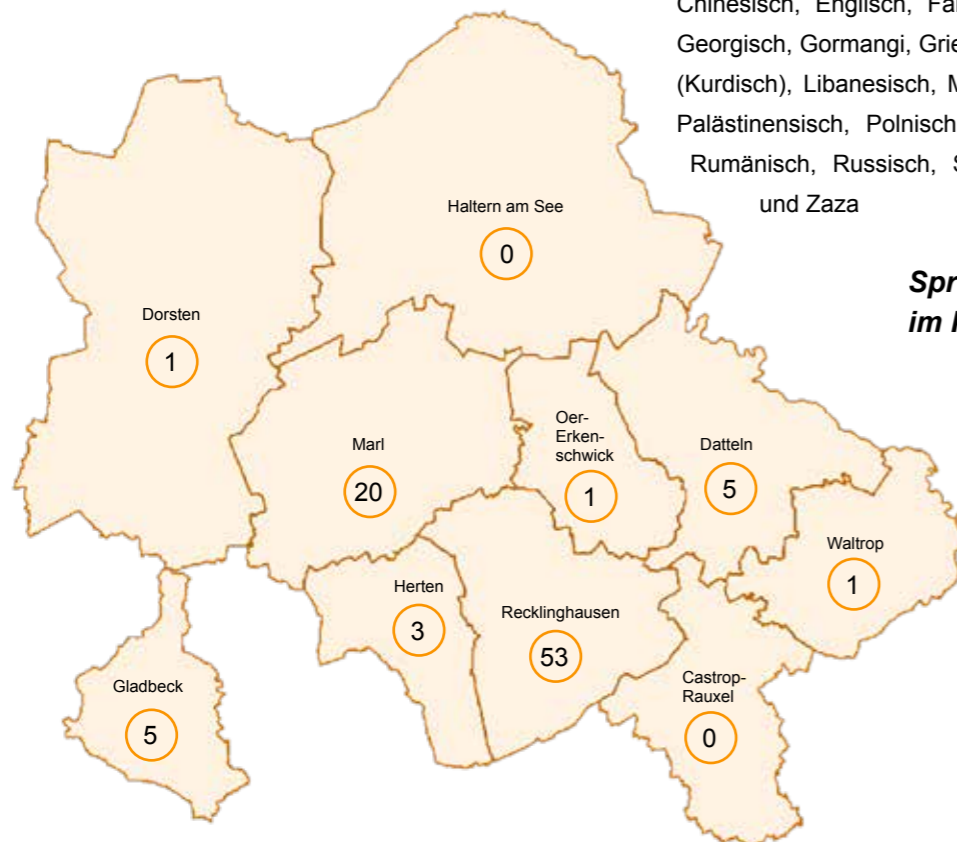 Chinesisch, Englisch,
Georgisch, Gormangi,
(Kurdisch), Libanesisch,
Palästinensisch, Polnisch
Rumänisch, Russisch,
und Zaza
im
Haltern am See
0
Dorsten
1
Marl
20
Oer-
Erken-
schwick
1
Datteln
5
Waltrop
1
Herten
3
Recklinghausen
53
Castrop-
Rauxel
0
Gladbeck
5